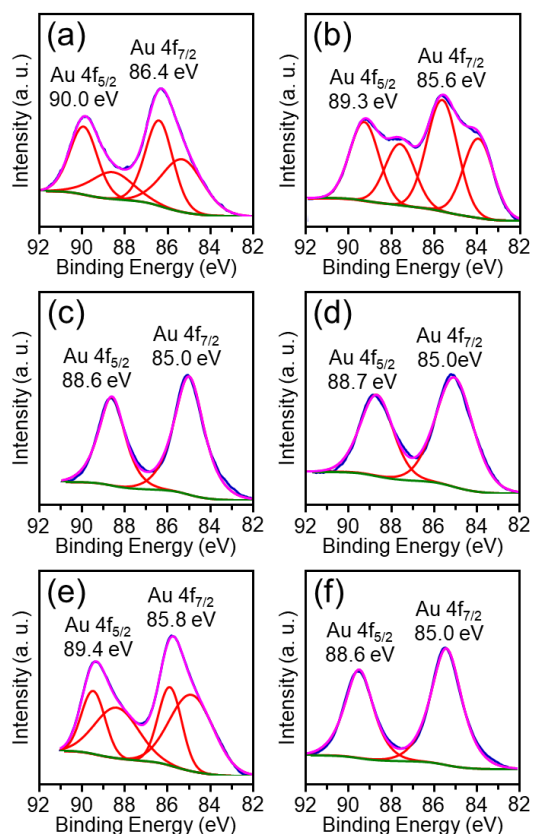 (a)
Au 4f5/2
90.0 eV
Au 4f7/2
86.4 eV
Intensity (a. u.)
92 90 88 86 84 82
Binding Energy (eV)
(b)
Au 4f5/2
89.3 eV
Au 4f7/2
85.6 eV
Intensity (a. u.)
92 90 88 86 84 82
Binding Energy (eV)
(c)
Au 4f5/2
88.6 eV
Au 4f7/2
85.0 eV
Intensity (a. u.)
92 90 88 86 84 82
Binding Energy (eV)
(d)
Au 4f5/2
88.7 eV
Au 4f7/2
85.0eV
Intensity (a. u.)
92 90 88 86 84 82
Binding Energy (eV)
(e)
Au 4f5/2
89.4 eV
Au 4f7/2
85.8 eV
Intensity (a. u.)
92 90 88 86 84 82
Binding Energy (eV)
(f)
Au 4f5/2
88.6 eV
Au 4f7/2
85.0 eV
Intensity (a. u.)
92 90 88 86 84 82
Binding Energy (eV)